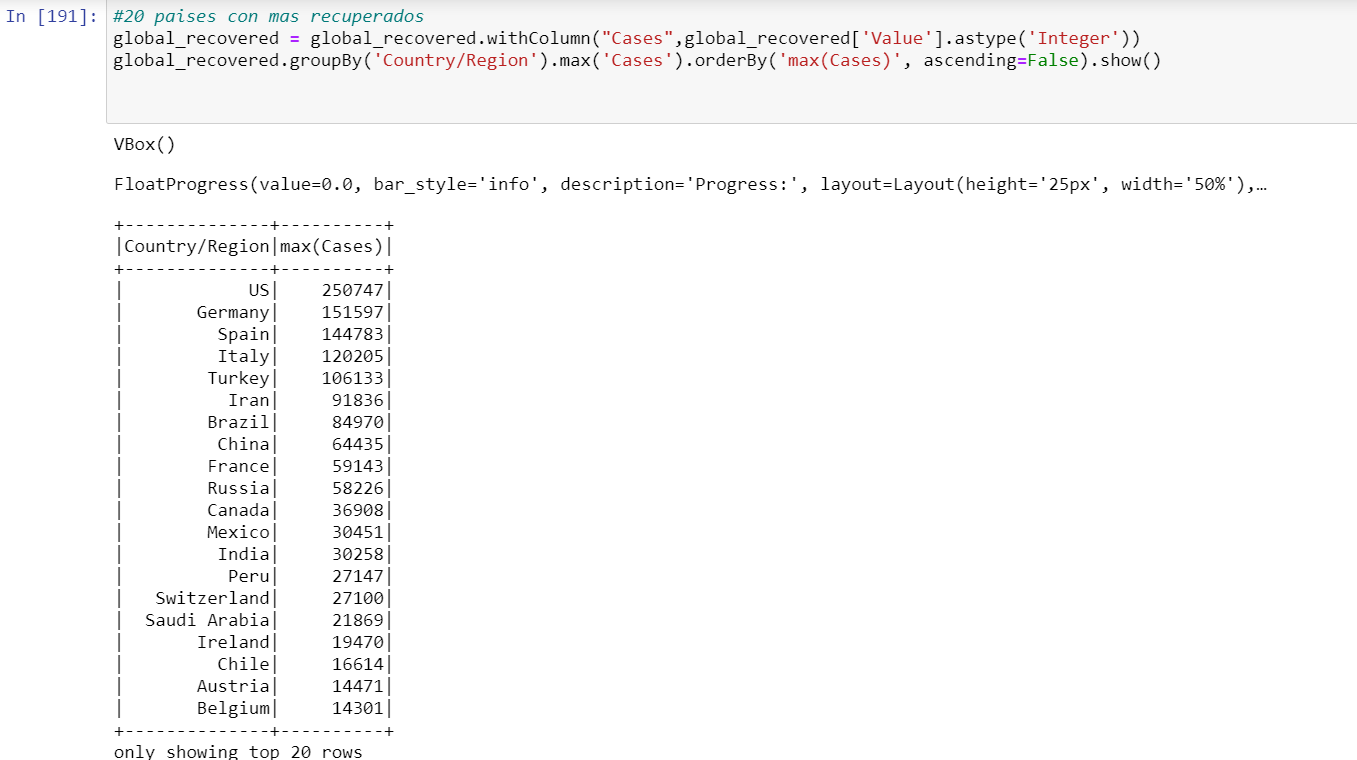 In [191]: #20 paises con mas recuperados
global_recovered = global_recovered.withColumn("Cases",global_recovered['Value'].astype('Integer'))
global_recovered.groupBy('Country/Region').max('Cases').orderBy('max(Cases)', ascending=False).show()
VBox()
FloatProgress(value=0.0, bar_style='info', description='Progress:', layout=Layout(height='25px', width='50%'),…
+--------------+----------+
|Country/Region|max(Cases)|
+--------------+----------+
|            US|    250747|
|       Germany|    151597|
|         Spain|    144783|
|         Italy|    120205|
|        Turkey|    106133|
|          Iran|     91836|
|        Brazil|     84970|
|         China|     64435|
|        France|     59143|
|        Russia|     58226|
|        Canada|     36908|
|        Mexico|     30451|
|         India|     30258|
|          Peru|     27147|
|   Switzerland|     27100|
|  Saudi Arabia|     21869|
|       Ireland|     19470|
|         Chile|     16614|
|       Austria|     14471|
|       Belgium|     14301|
+--------------+----------+
only showing top 20 rows